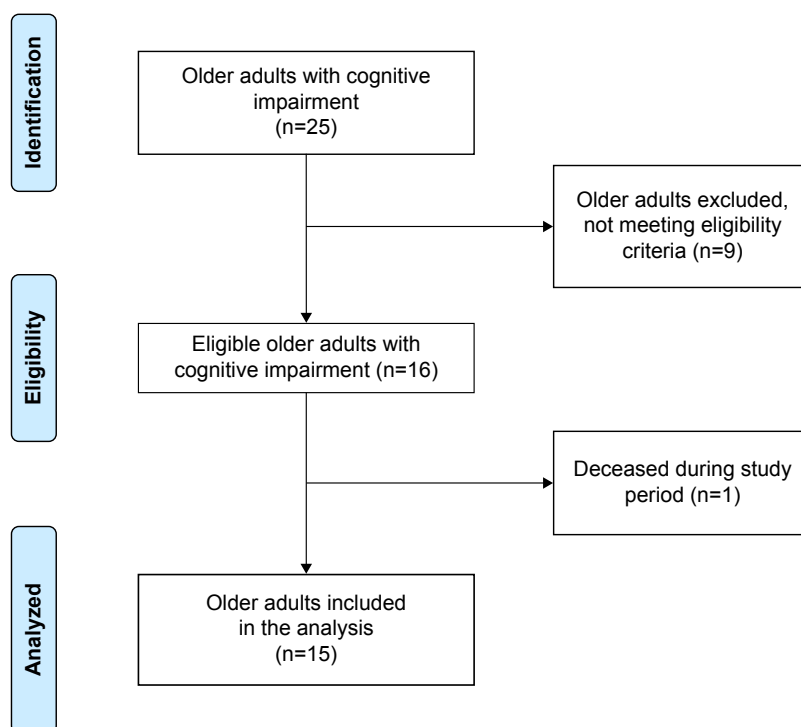 Identification
Older adults with cognitive
impairment
(n=25)
Older adults excluded,
not meeting eligibility
criteria (n=9)
Eligibility
Eligible older adults with
cognitive impairment (n=16)
Deceased during study
period (n=1)
Analyzed
Older adults included
in the analysis
(n=15)